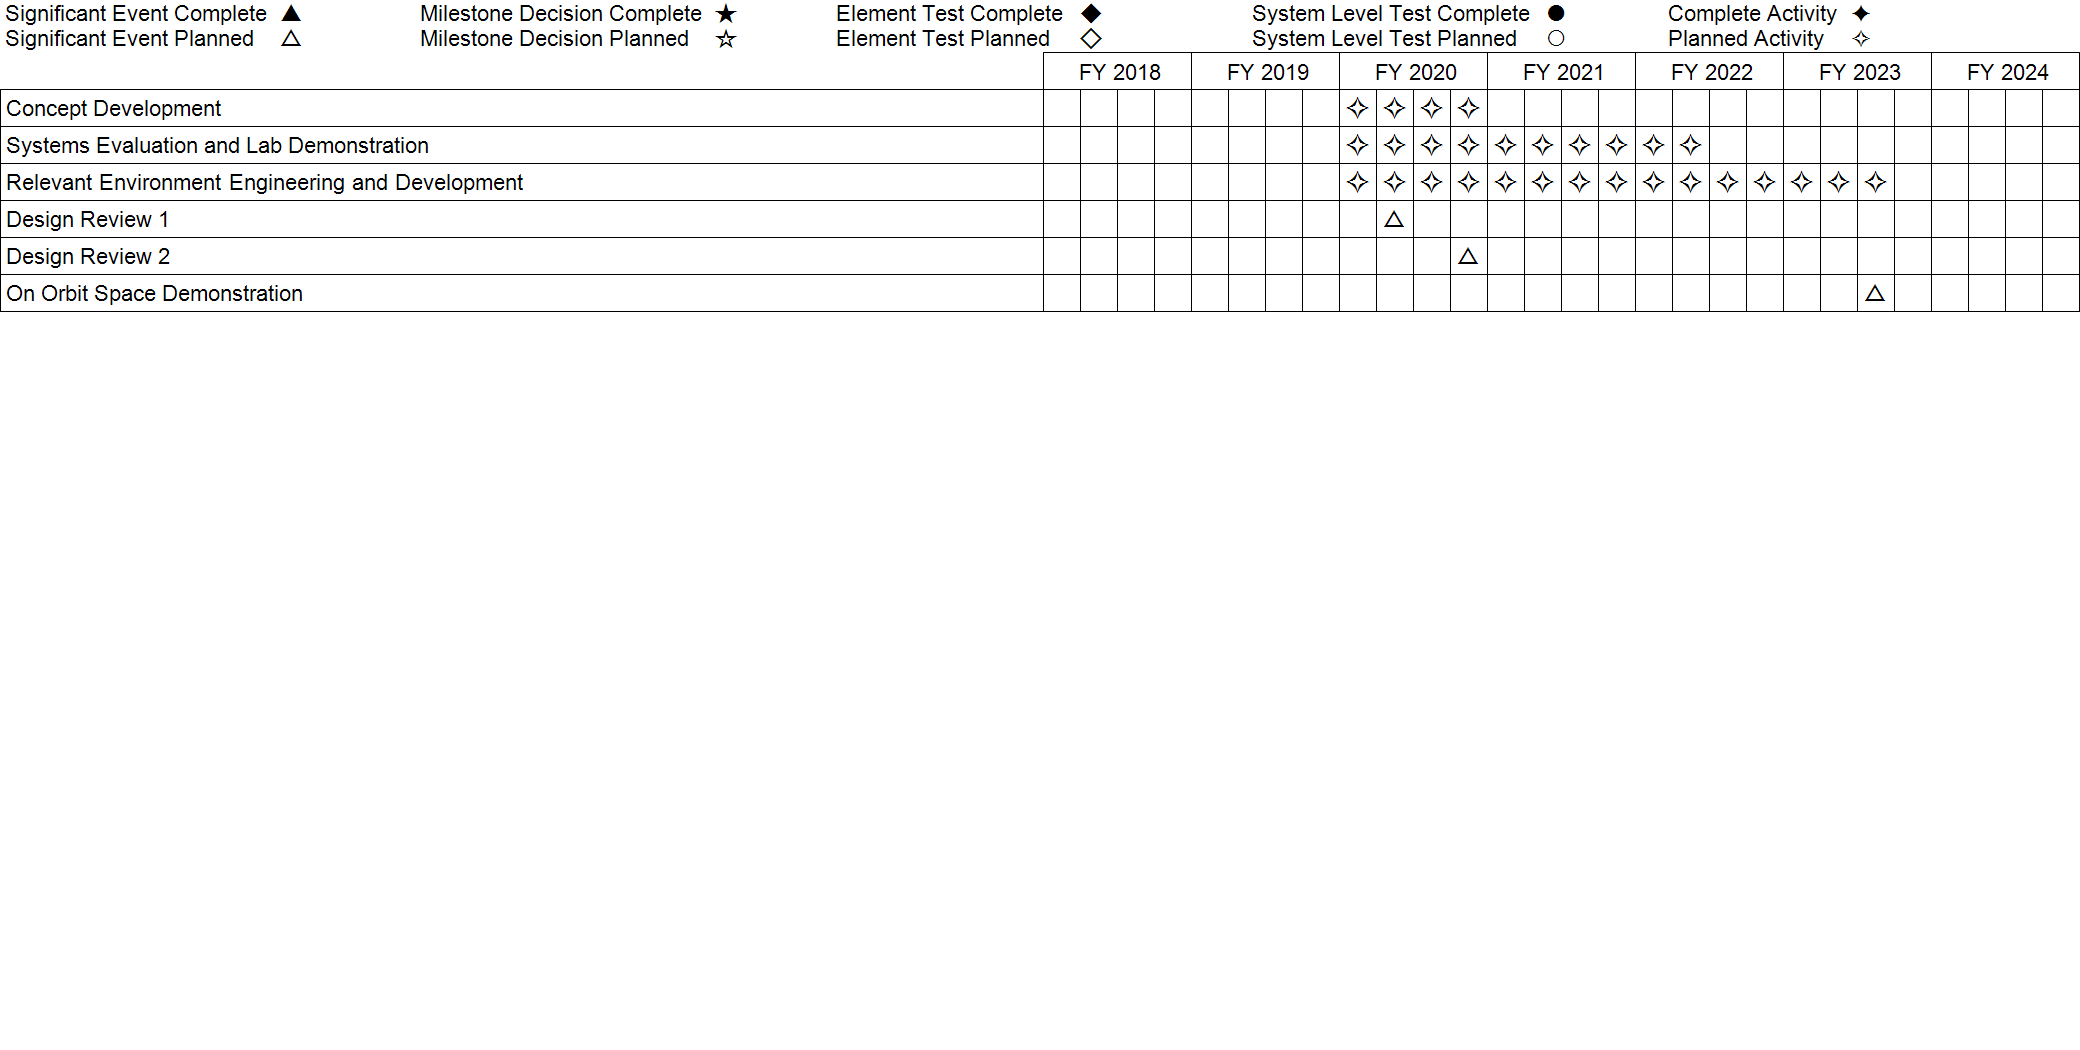 Significant Event Complete ▲ Milestone Decision Complete ★ Element Test Complete ◆ System Level Test Complete ● Complete Activity ✦
Significant Event Planned △ Milestone Decision Planned ☆ Element Test Planned ◇ System Level Test Planned ○ Planned Activity ✧
FY 2018 FY 2019 FY 2020 FY 2021 FY 2022 FY 2023 FY 2024
Concept Development ✧ ✧ ✧ ✧
Systems Evaluation and Lab Demonstration ✧ ✧ ✧ ✧ ✧ ✧ ✧ ✧ ✧ ✧
Relevant Environment Engineering and Development ✧ ✧ ✧ ✧ ✧ ✧ ✧ ✧ ✧ ✧ ✧ ✧ ✧ ✧ ✧
Design Review 1 △
Design Review 2 △
On Orbit Space Demonstration △